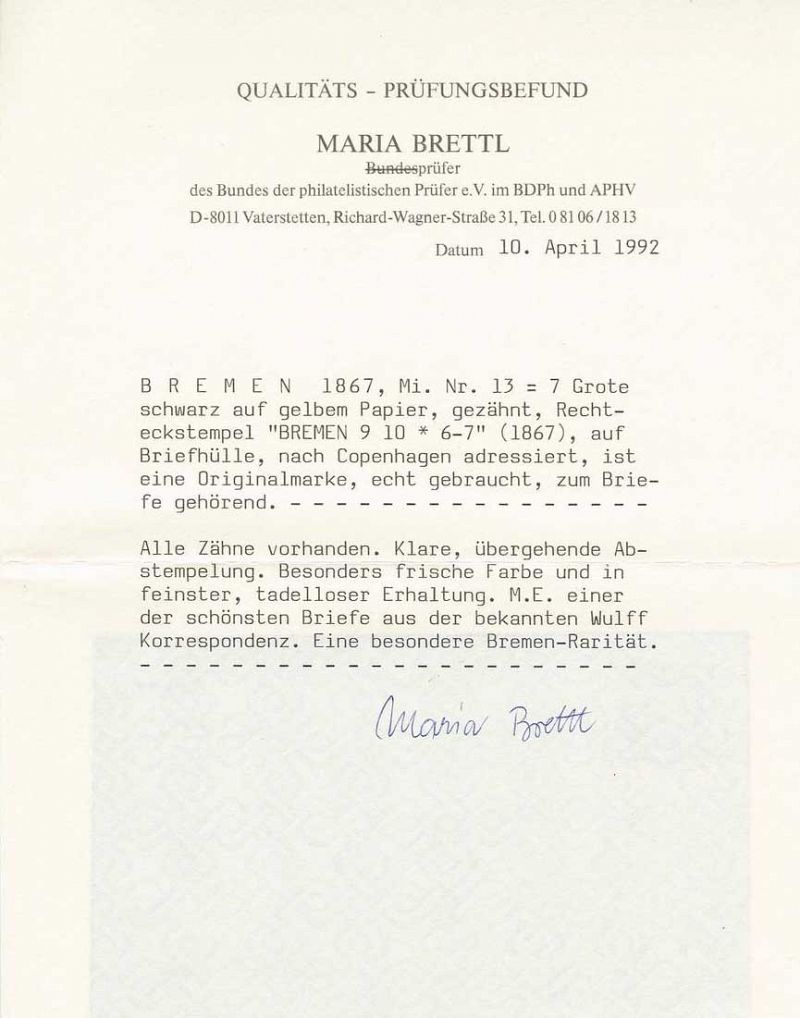 QUALITÄTS - PRÜFUNGSBEFUND
MARIA BRETTL
Bundesprüfer
des Bundes der philatelistischen Prüfer e.V. im BDPh und APHV
D-8011 Vaterstetten, Richard-Wagner-Straße 31, Tel. 0 81 06 / 18 13
Datum 10. April 1992
B R E M E N 1867, Mi. Nr. 13 = 7 Grote
schwarz auf gelbem Papier, gezähnt, Recht-
eckstempel "BREMEN 9 10 * 6-7" (1867), auf
Briefhülle, nach Copenhagen adressiert, ist
eine Originalmarke, echt gebraucht, zum Brie-
fe gehörend. - - - - - - - - - - - - - - - -
Alle Zähne vorhanden. Klare, übergehende Ab-
stempelung. Besonders frische Farbe und in
feinster, tadelloser Erhaltung. M.E. einer
der schönsten Briefe aus der bekannten Wulff
Korrespondenz. Eine besondere Bremen-Rarität.
- - - - - - - - - - - - - - - - - - - - - -
Maria Brettl